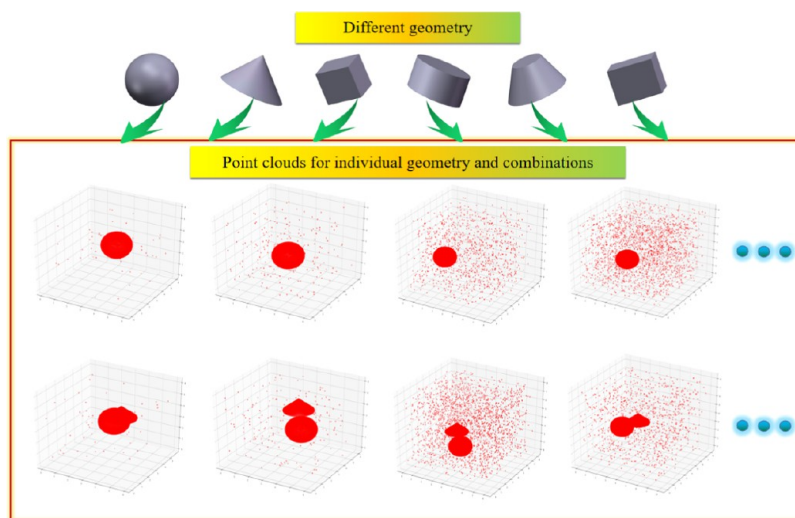 Different geometry
Point clouds for individual geometry and combinations